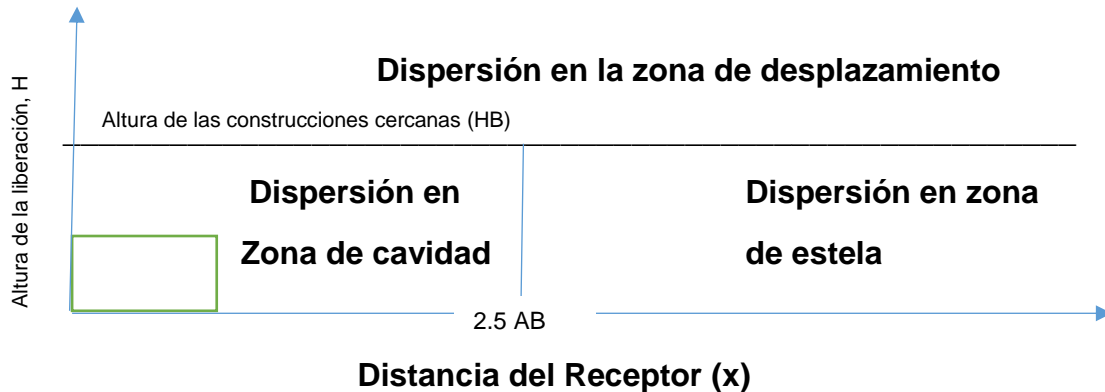 Altura de la liberación, H
Dispersión en la zona de desplazamiento
Altura de las construcciones cercanas (HB)
Dispersión en
Zona de cavidad
Dispersión en zona
de estela
2.5 AB
Distancia del Receptor (x)